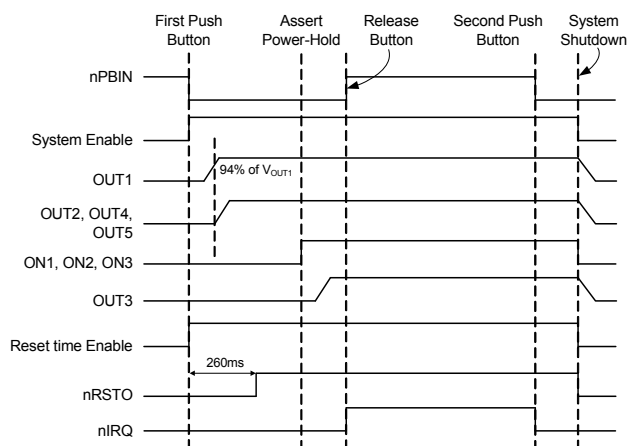 First Push
Button
Assert
Power-Hold
Release
Button
Second Push
Button
System
Shutdown
nPBIN
System Enable
94% of VOUT1
OUT1
OUT2, OUT4,
OUT5
ON1, ON2, ON3
OUT3
Reset time Enable
260ms
nRSTO
nIRQ